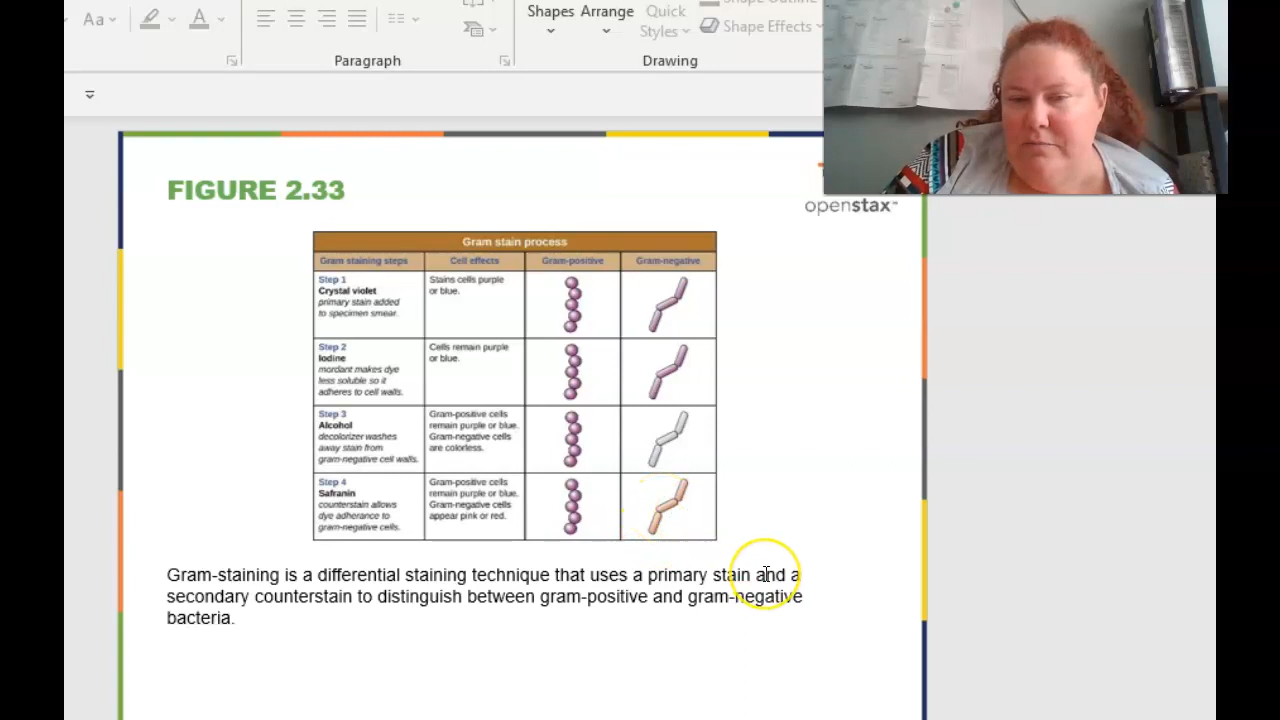 Aa
Shapes Arrange Quick
Styles
Shape Effects
Paragraph
Drawing
FIGURE 2.33
openstax™
Gram stain process
Gram staining steps Cell effects Gram-positive Gram-negative
Step 1
Crystal violet
primary stain added
to specimen smear.
Stains cells purple
or blue.
Step 2
Iodine
mordant makes dye
less soluble so it
adheres to cell walls.
Cells remain purple
or blue.
Step 3
Alcohol
decolorizer washes
away stain from
gram-negative cell walls.
Gram-positive cells
remain purple or blue.
Gram-negative cells
are colorless.
Step 4
Safranin
counterstain allows
dye adherance to
gram-negative cells.
Gram-positive cells
remain purple or blue.
Gram-negative cells
appear pink or red.
Gram-staining is a differential staining technique that uses a primary stain and a
secondary counterstain to distinguish between gram-positive and gram-negative
bacteria.